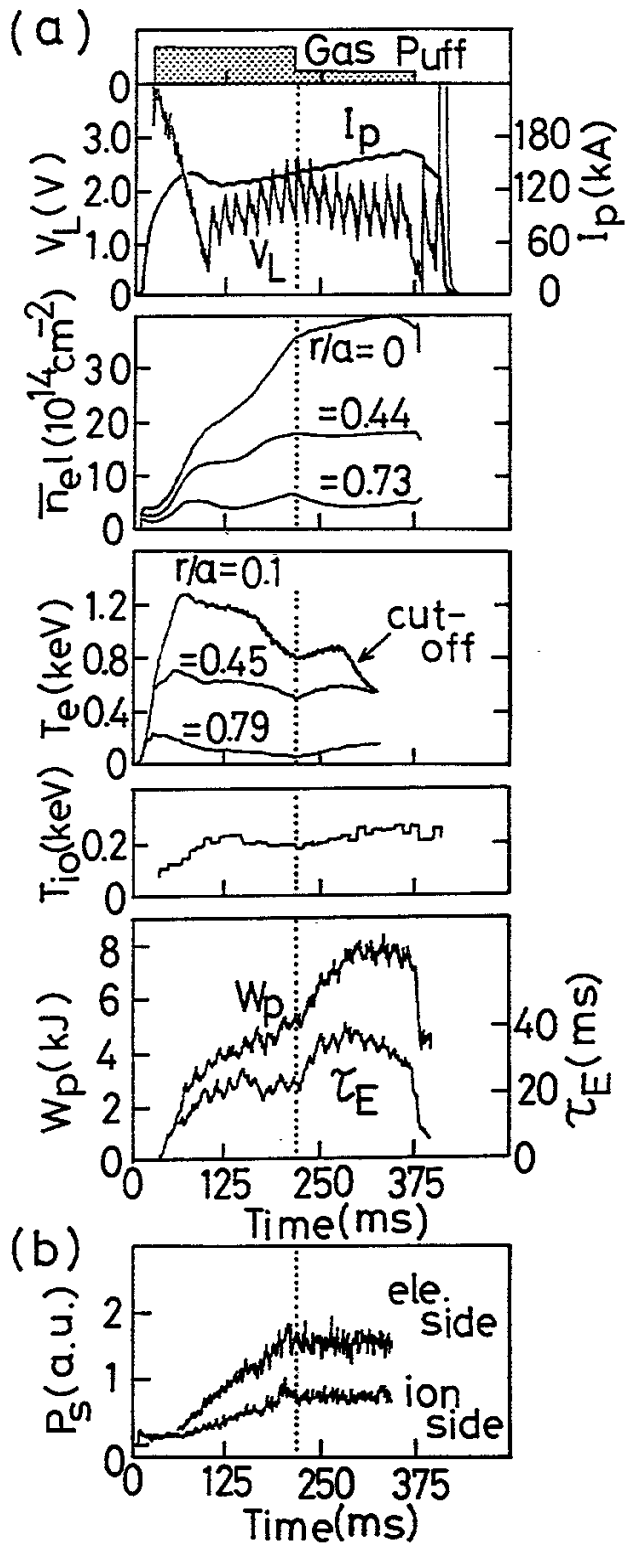 (a)
Gas Puff
0
3.0
2.0
1.0
0
V_L(V)
I_p
V_L
180
120
60
0
I_p(kA)
30
20
10
0
n̄_e l(10^14 cm^-2)
r/a=0
=0.44
=0.73
1.2
0.8
0.4
0
T_e(keV)
r/a=0.1
=0.45
=0.79
cut-
off
0.2
0
T_io(keV)
8
6
4
2
0
W_p(kJ)
W_p
τ_E
40
20
0
τ_E(ms)
0 125 250 375
Time(ms)
(b)
2
1
0
P_s(a.u.)
ele.
side
ion
side
0 125 250 375
Time(ms)